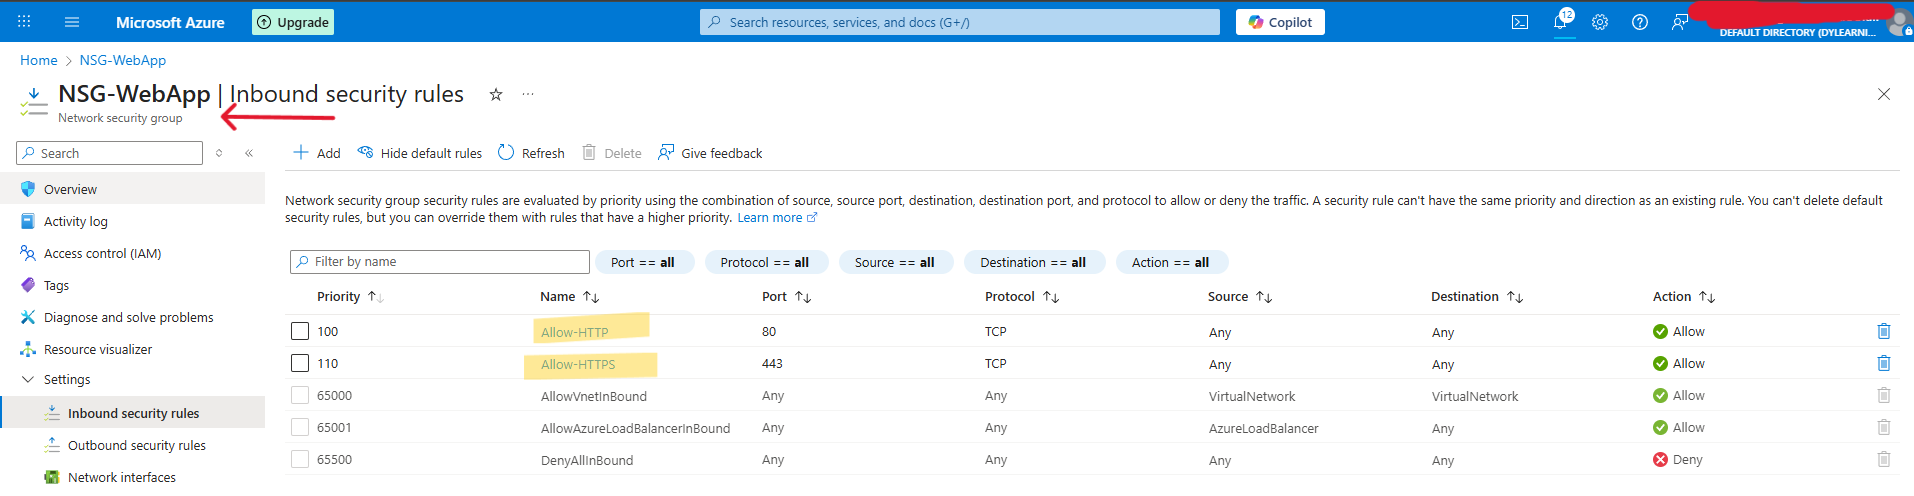 Microsoft Azure
Upgrade
Search resources, services, and docs (G+/)
Copilot
12
DEFAULT DIRECTORY (DYLEARNI...
Home > NSG-WebApp
NSG-WebApp | Inbound security rules
Network security group
Search
Add
Hide default rules
Refresh
Delete
Give feedback
Overview
Activity log
Access control (IAM)
Tags
Diagnose and solve problems
Resource visualizer
Settings
Inbound security rules
Outbound security rules
Network interfaces
Network security group security rules are evaluated by priority using the combination of source, source port, destination, destination port, and protocol to allow or deny the traffic. A security rule can't have the same priority and direction as an existing rule. You can't delete default
security rules, but you can override them with rules that have a higher priority. Learn more
Filter by name
Port == all
Protocol == all
Source == all
Destination == all
Action == all
Priority Name Port Protocol Source Destination Action
100 Allow-HTTP 80 TCP Any Any Allow
110 Allow-HTTPS 443 TCP Any Any Allow
65000 AllowVnetInBound Any Any VirtualNetwork VirtualNetwork Allow
65001 AllowAzureLoadBalancerInBound Any Any AzureLoadBalancer Any Allow
65500 DenyAllInBound Any Any Any Any Deny